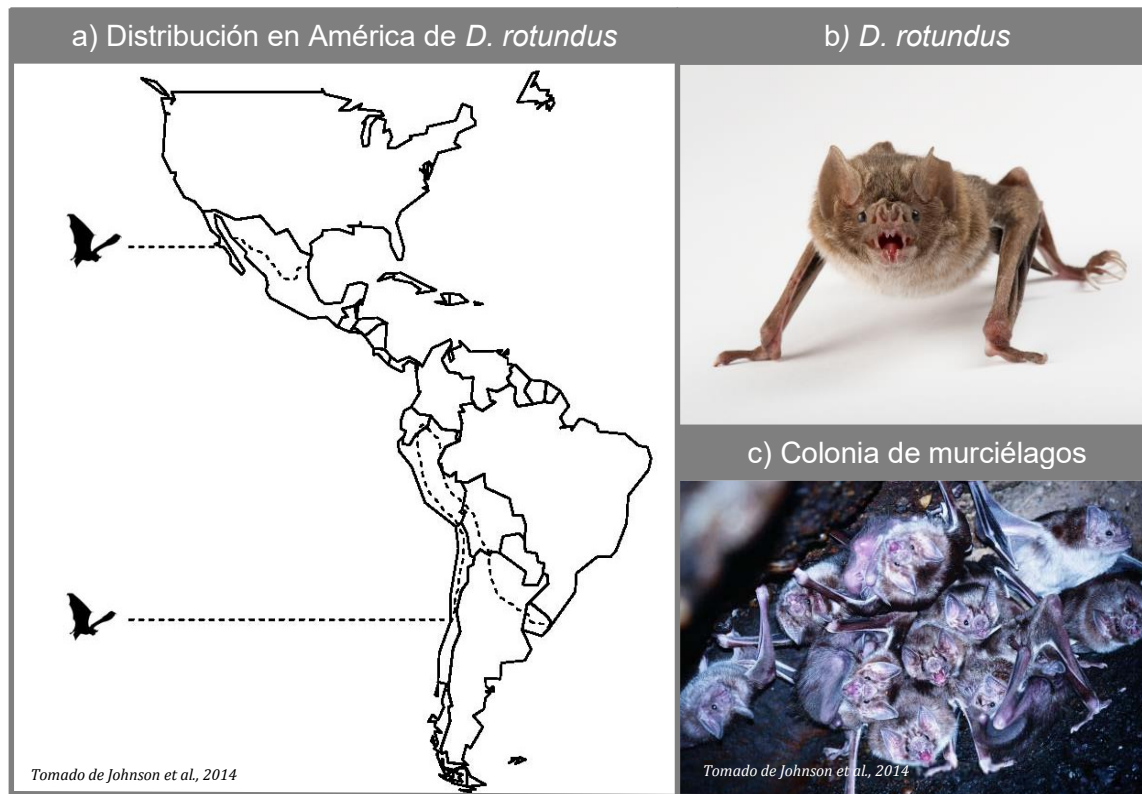 a) Distribución en América de D. rotundus
b) D. rotundus
c) Colonia de murciélagos
Tomado de Johnson et al., 2014
Tomado de Johnson et al., 2014